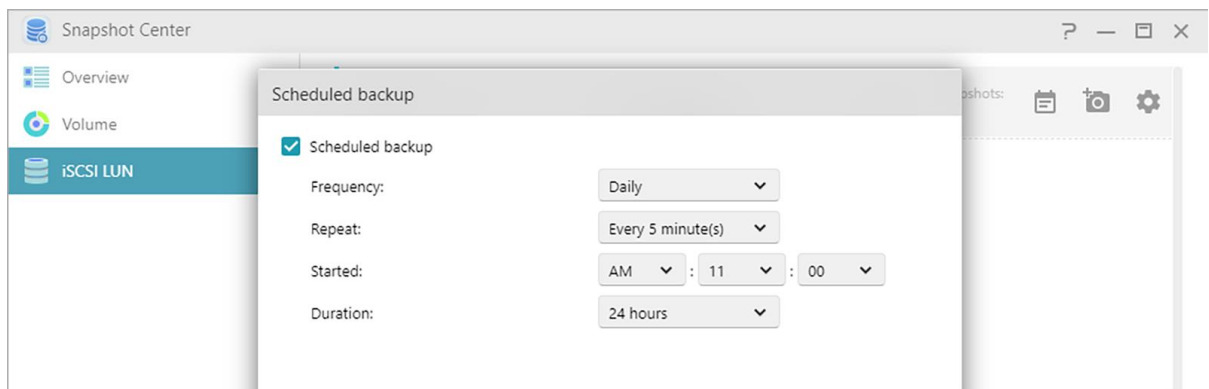 Snapshot Center
Overview
Volume
iSCSI LUN
Scheduled backup
pshots:
Scheduled backup
Frequency: Daily
Repeat: Every 5 minute(s)
Started: AM : 11 : 00
Duration: 24 hours